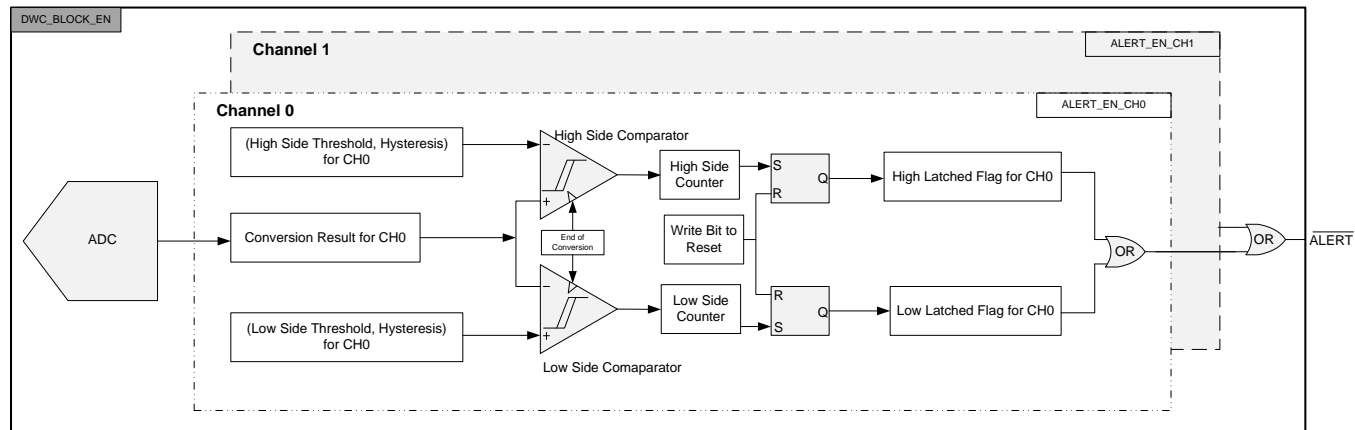 DWC_BLOCK_EN
Channel 1
ALERT_EN_CH1
Channel 0
ALERT_EN_CH0
(High Side Threshold, Hysteresis)
for CH0
High Side Comparator
−
+
High Side
Counter
S
R
Q
High Latched Flag for CH0
ADC
Conversion Result for CH0
End of
Conversion
Write Bit to
Reset
OR
OR
ALERT
(Low Side Threshold, Hysteresis)
for CH0
−
+
Low Side Comaparator
Low Side
Counter
R
S
Q
Low Latched Flag for CH0